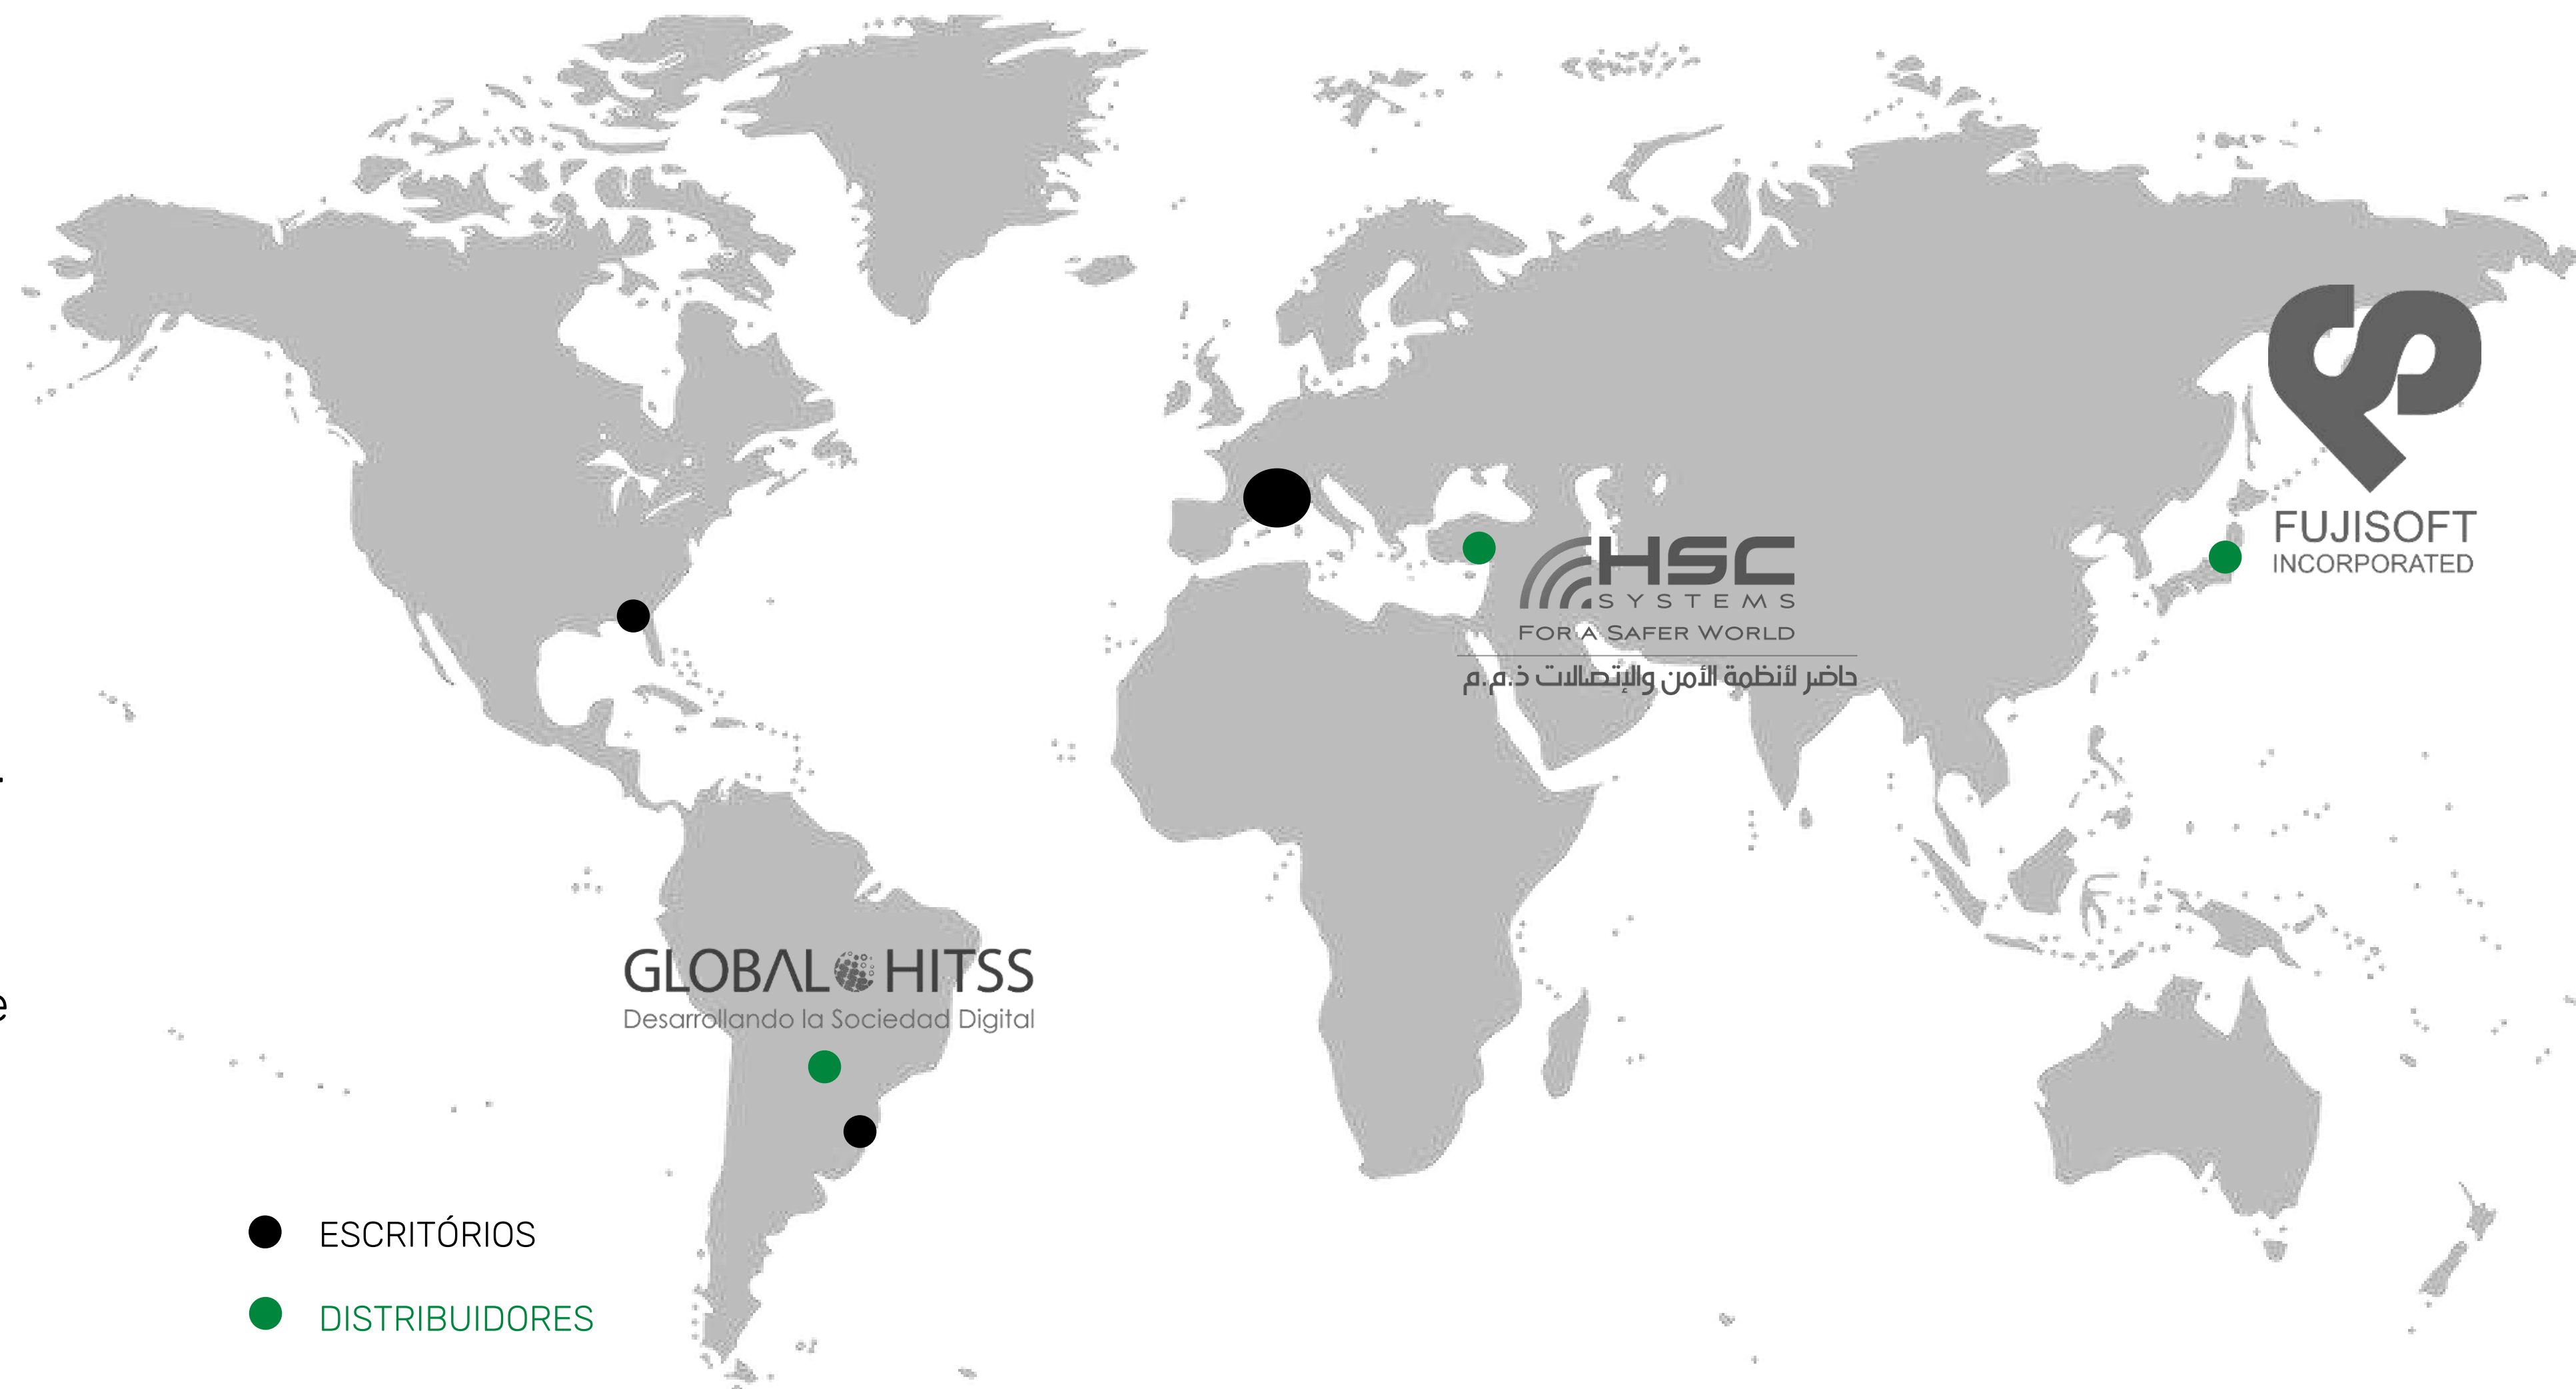 FUJISOFT
INCORPORATED
HSC
SYSTEMS
FOR A SAFER WORLD
حاضر لأنظمة الأمن والإتصالات ذ.م.م
e
GLOBAL HITSS
Desarrollando la Sociedad Digital
ESCRITÓRIOS
DISTRIBUIDORES